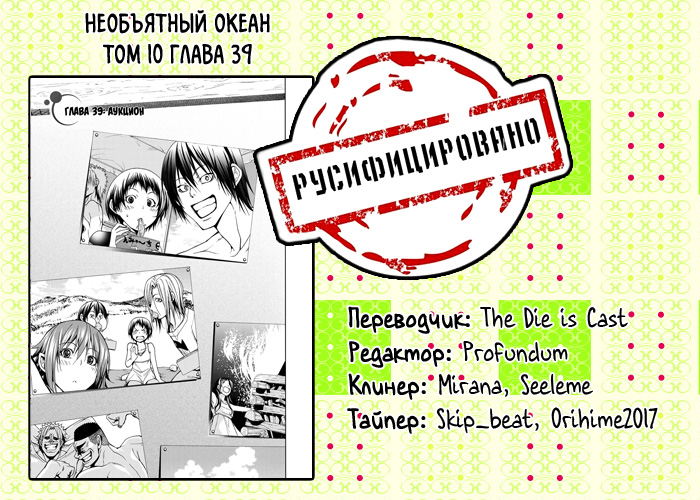 НЕОБЪЯТНЫЙ ОКЕАН
ТОМ 10 ГЛАВА 39
ГЛАВА 39: АУКЦИОН
РУСИФИЦИРОВАНО
Переводчик: The Die is Cast
Редактор: Profundum
Клинер: Mirana, Seeleme
Тайпер: Skip_beat, Orihime2017